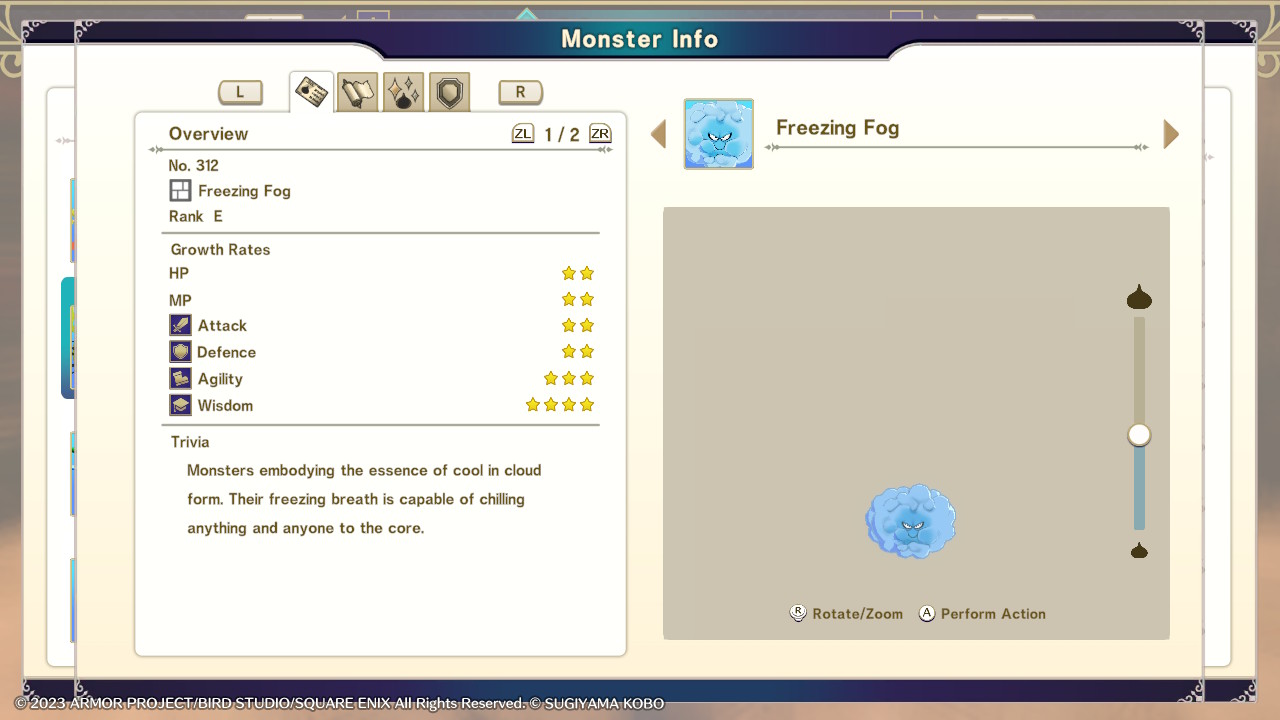 Monster Info
L
R
Overview
ZL 1 / 2 ZR
No. 312
Freezing Fog
Rank E
Growth Rates
HP
MP
Attack
Defence
Agility
Wisdom
Trivia
Monsters embodying the essence of cool in cloud
form. Their freezing breath is capable of chilling
anything and anyone to the core.
Freezing Fog
R Rotate/Zoom A Perform Action
© 2023 ARMOR PROJECT/BIRD STUDIO/SQUARE ENIX All Rights Reserved. © SUGIYAMA KOBO